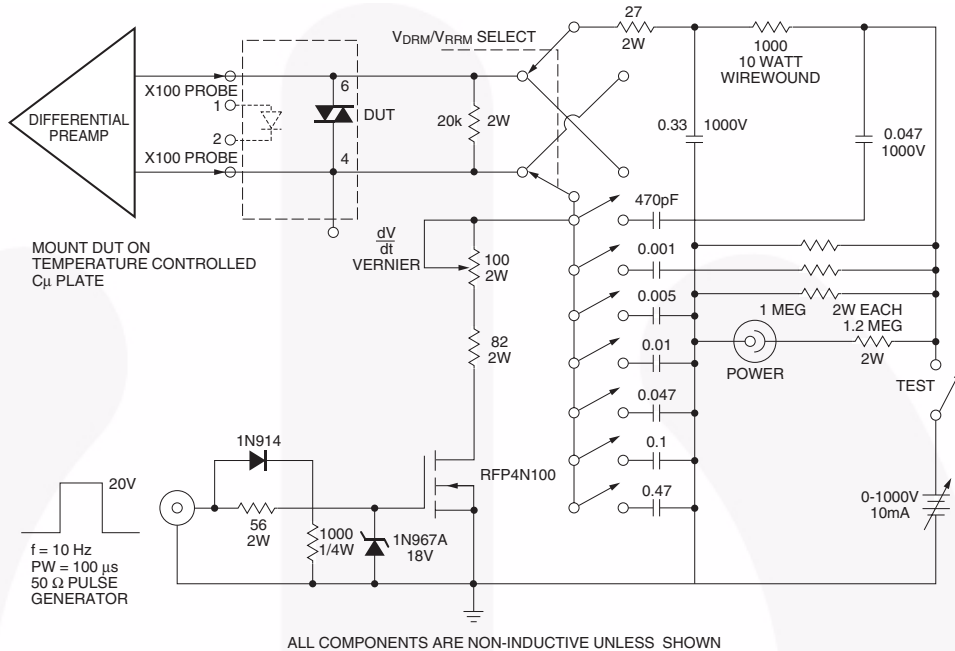 27
2W
V_DRM/V_RRM SELECT
1000
10 WATT
WIREWOUND
X100 PROBE
6
DIFFERENTIAL
PREAMP
1
DUT
20k
2W
0.33
1000V
0.047
1000V
2
X100 PROBE
4
470pF
MOUNT DUT ON
TEMPERATURE CONTROLLED
Cµ PLATE
dV
dt
VERNIER
100
2W
0.001
0.005
1 MEG
2W EACH
1.2 MEG
82
2W
0.01
2W
POWER
TEST
0.047
1N914
RFP4N100
0.1
20V
0-1000V
10mA
0.47
56
2W
1000
1/4W
1N967A
18V
f = 10 Hz
PW = 100 µs
50 Ω PULSE
GENERATOR
ALL COMPONENTS ARE NON-INDUCTIVE UNLESS SHOWN